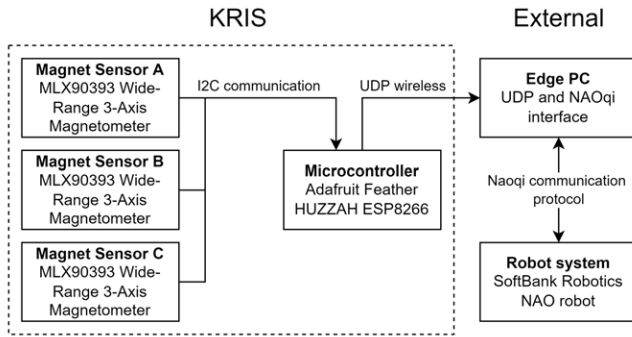 KRIS
External
Magnet Sensor A
MLX90393 Wide-
Range 3-Axis
Magnetometer
I2C communication
UDP wireless
Edge PC
UDP and NAOqi
interface
Magnet Sensor B
MLX90393 Wide-
Range 3-Axis
Magnetometer
Microcontroller
Adafruit Feather
HUZZAH ESP8266
Naoqi communication
protocol
Magnet Sensor C
MLX90393 Wide-
Range 3-Axis
Magnetometer
Robot system
SoftBank Robotics
NAO robot